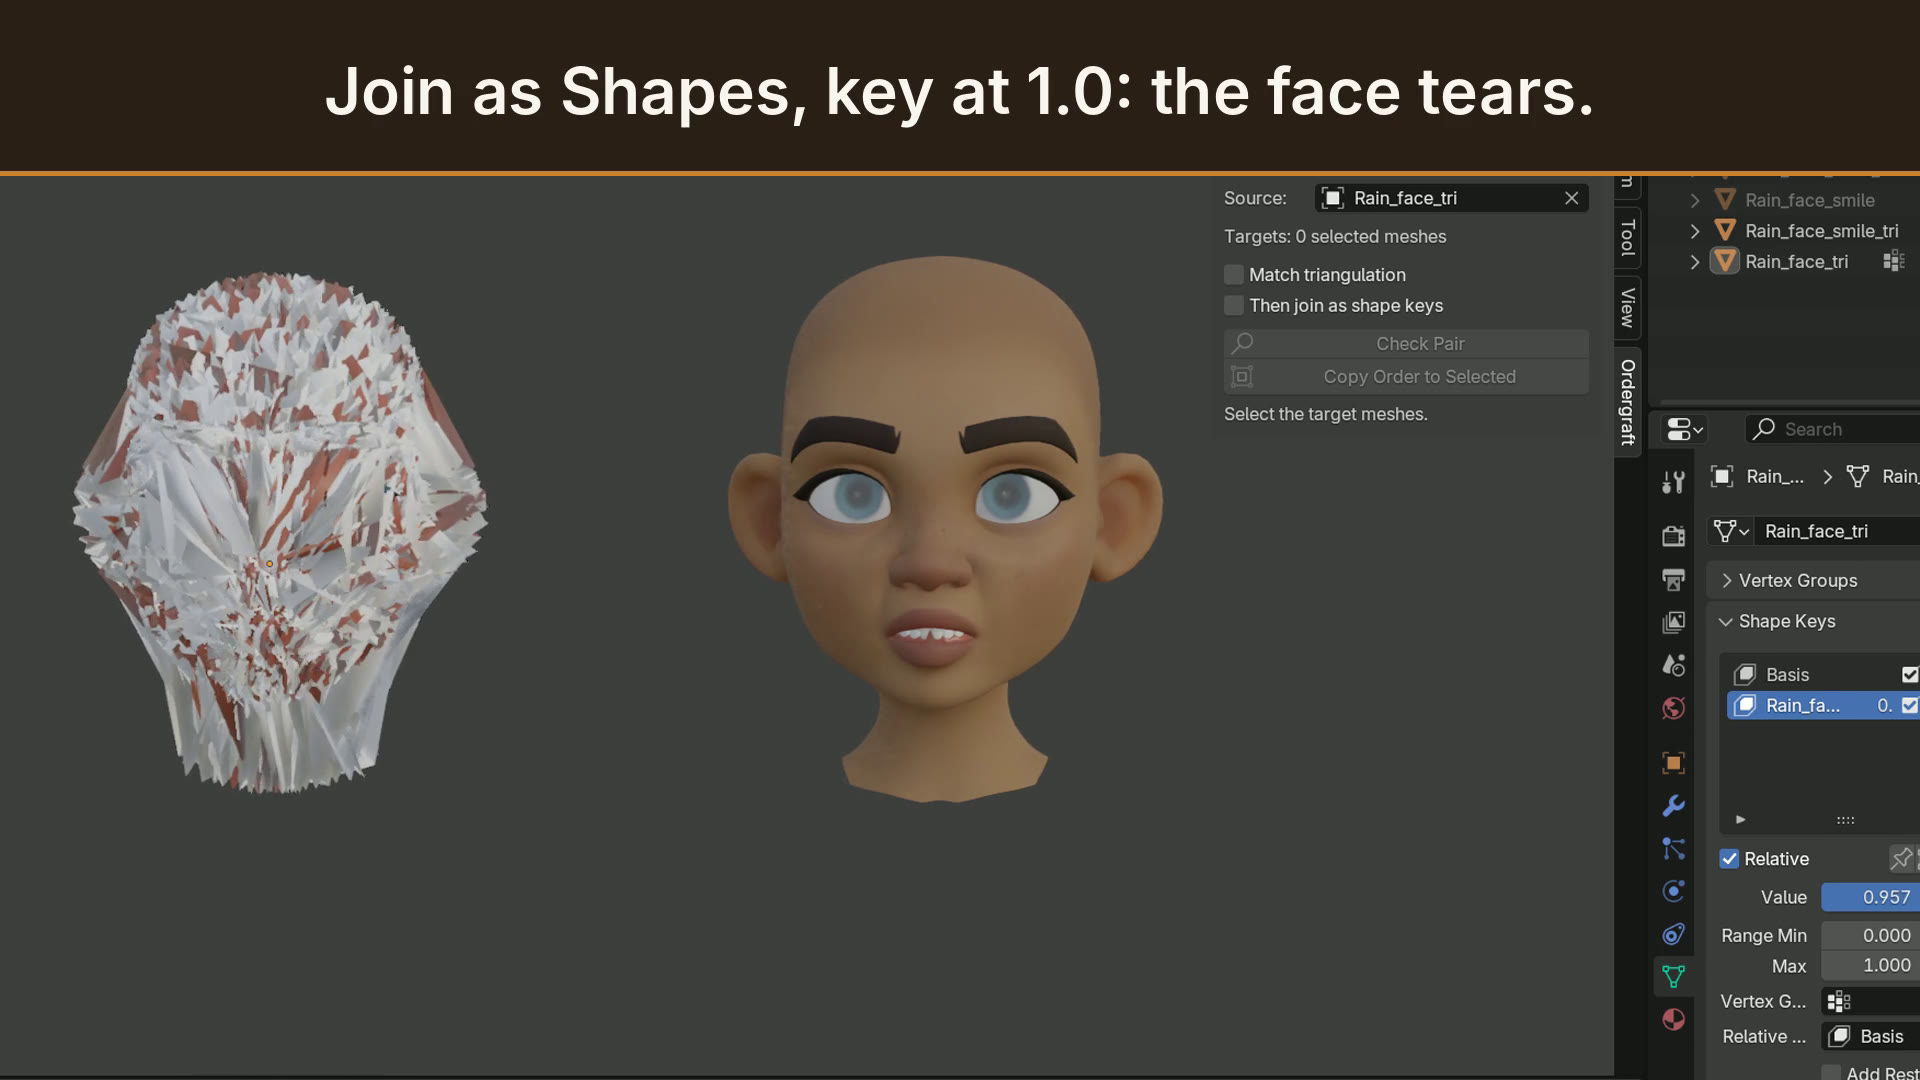 Join as Shapes, key at 1.0: the face tears.
Source: Rain_face_tri
Targets: 0 selected meshes
Match triangulation
Then join as shape keys
Check Pair
Copy Order to Selected
Select the target meshes.
Tool
View
Ordergraft
Rain_face_smile
Rain_face_smile_tri
Rain_face_tri
Search
Rain_... Rain_
Rain_face_tri
Vertex Groups
Shape Keys
Basis
Rain_fa... 0.
Relative
Value 0.957
Range Min 0.000
Max 1.000
Vertex G...
Relative ... Basis
Add Rest